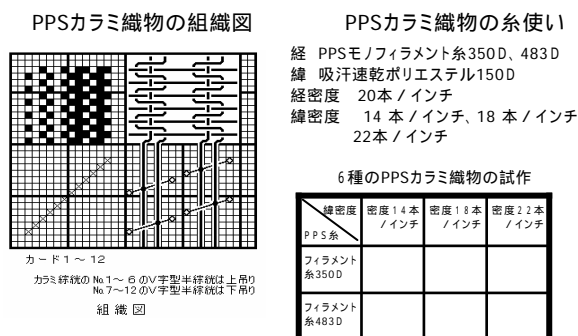 PPSカラミ織物の組織図
カード1～12
カラミ綜絖の№1～6のV字型半綜絖は上吊り
№7～12のV字型半綜絖は下吊り
組織図
PPSカラミ織物の糸使い
経 PPSモノフィラメント糸350D、483D
緯 吸汗速乾ポリエステル150D
経密度 20本/インチ
緯密度 14本/インチ、18本/インチ
22本/インチ
6種のPPSカラミ織物の試作
緯密度 密度14本 密度18本 密度22本
/インチ /インチ /インチ
PPS糸
フィラメント
糸350D
フィラメント
糸483D